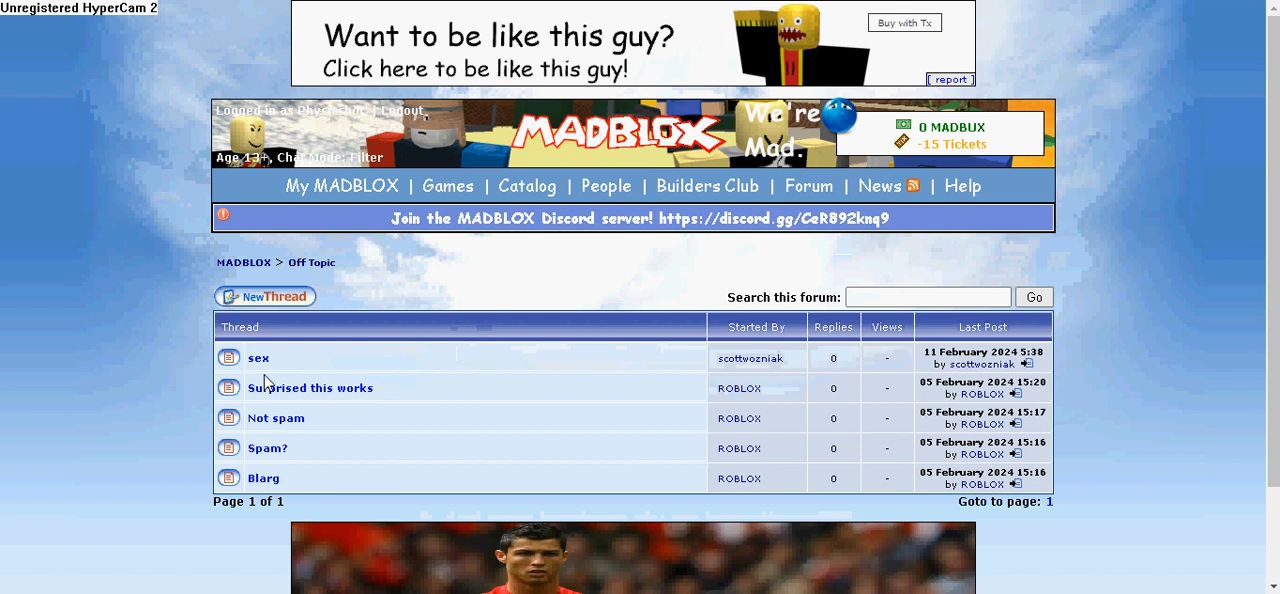 Unregistered HyperCam 2
Want to be like this guy?
Click here to be like this guy!
Buy with Tx
[ report ]
Logged in as | Logout
MADBLOX
We're
Mad.
0 MADBUX
-15 Tickets
Age 13+, Chat Mode: Filter
My MADBLOX | Games | Catalog | People | Builders Club | Forum | News | Help
Join the MADBLOX Discord server! https://discord.gg/CeR892knq9
MADBLOX > Off Topic
NewThread
Search this forum: Go
Thread Started By Replies Views Last Post
sex scottwozniak 0 - 11 February 2024 5:38
by scottwozniak
Surprised this works ROBLOX 0 - 05 February 2024 15:20
by ROBLOX
Not spam ROBLOX 0 - 05 February 2024 15:17
by ROBLOX
Spam? ROBLOX 0 - 05 February 2024 15:16
by ROBLOX
Blarg ROBLOX 0 - 05 February 2024 15:16
by ROBLOX
Page 1 of 1 Goto to page: 1